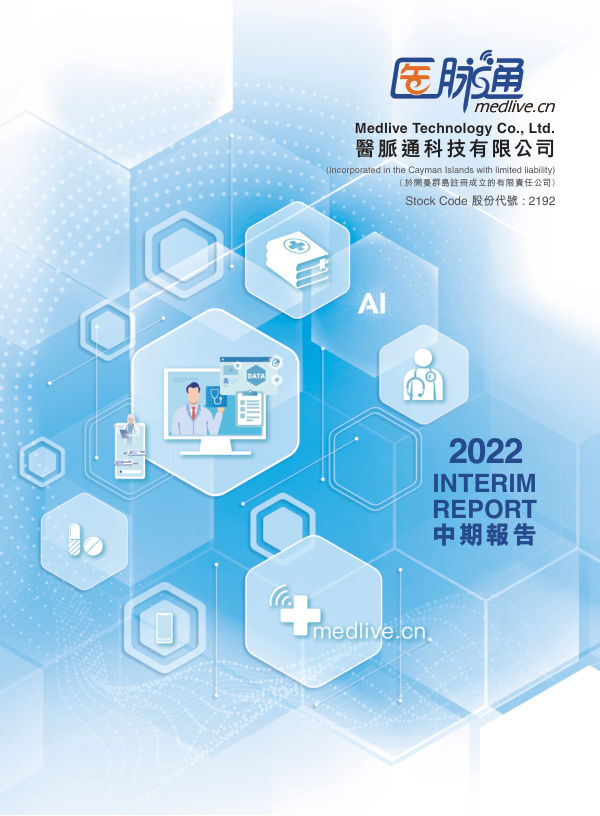 医脉通
medlive.cn
Medlive Technology Co., Ltd.
醫脈通科技有限公司
(Incorporated in the Cayman Islands with limited liability)
（於開曼群島註冊成立的有限責任公司）
Stock Code 股份代號 : 2192
AI
DATA
2022
INTERIM
REPORT
中期報告
medlive.cn